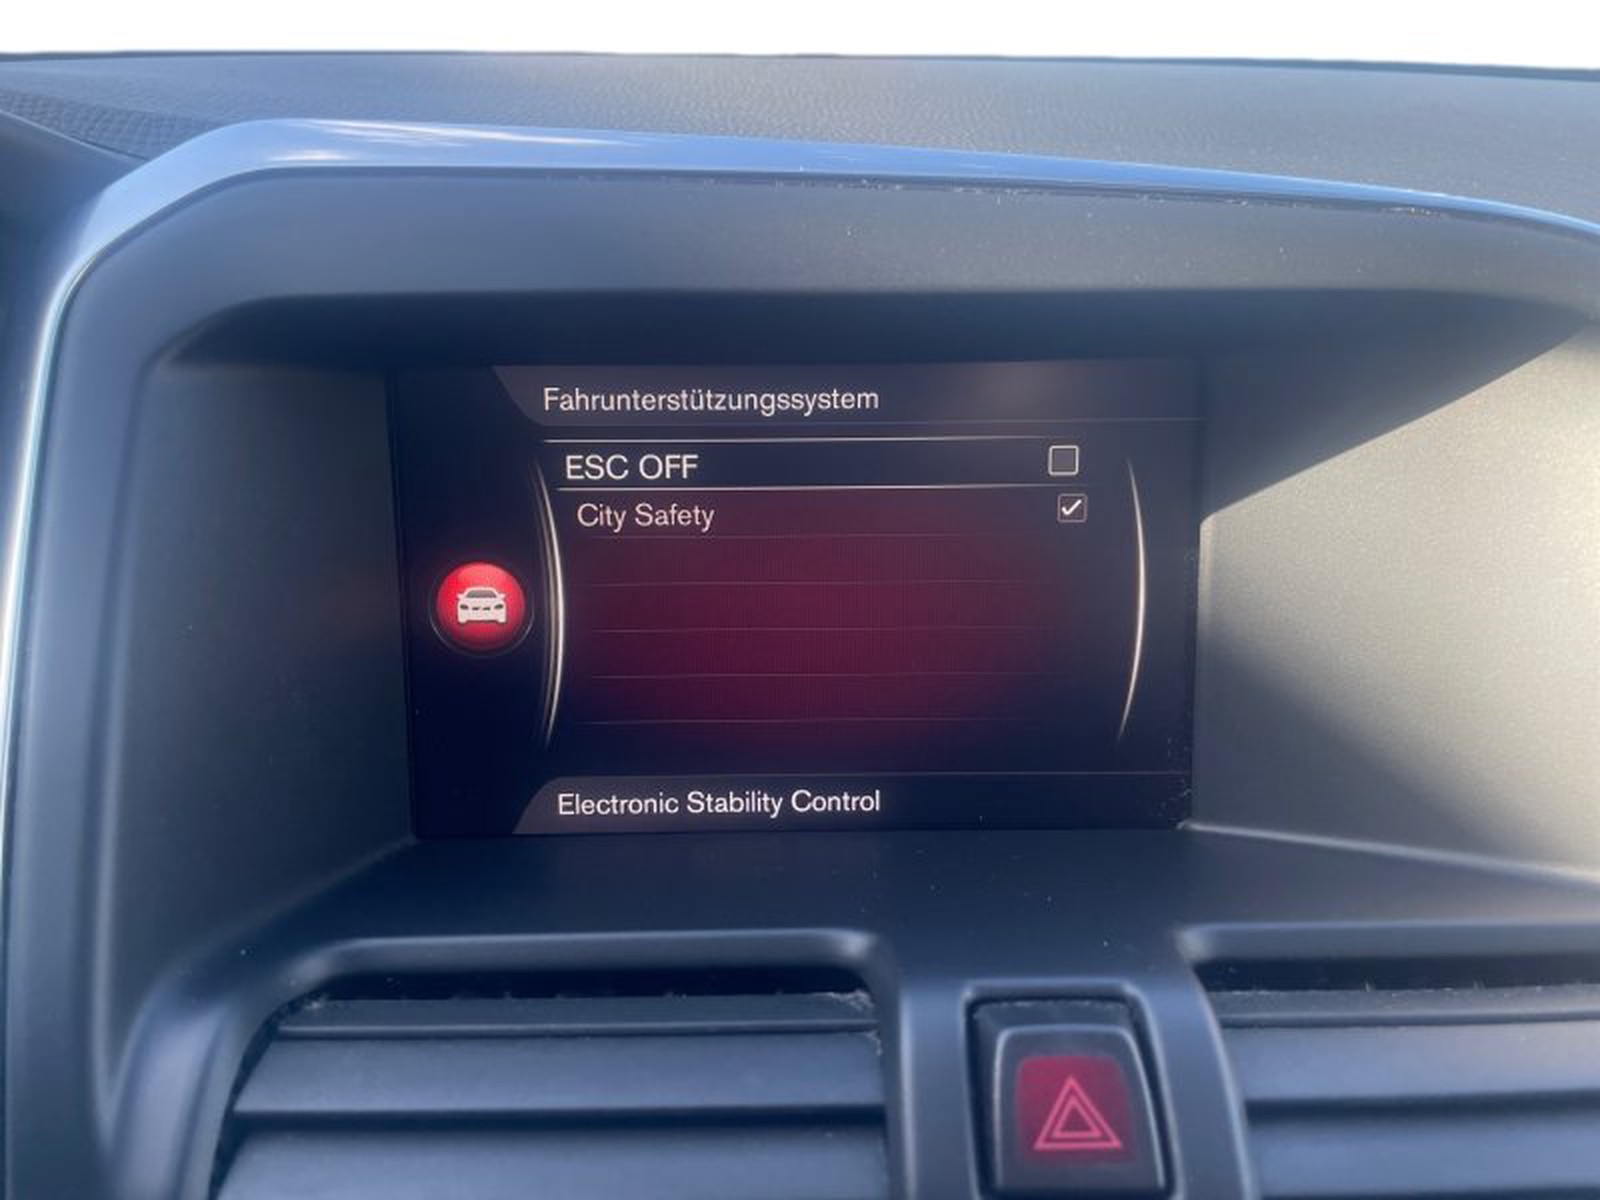 Fahrunterstützungssystem
ESC OFF
City Safety
Electronic Stability Control